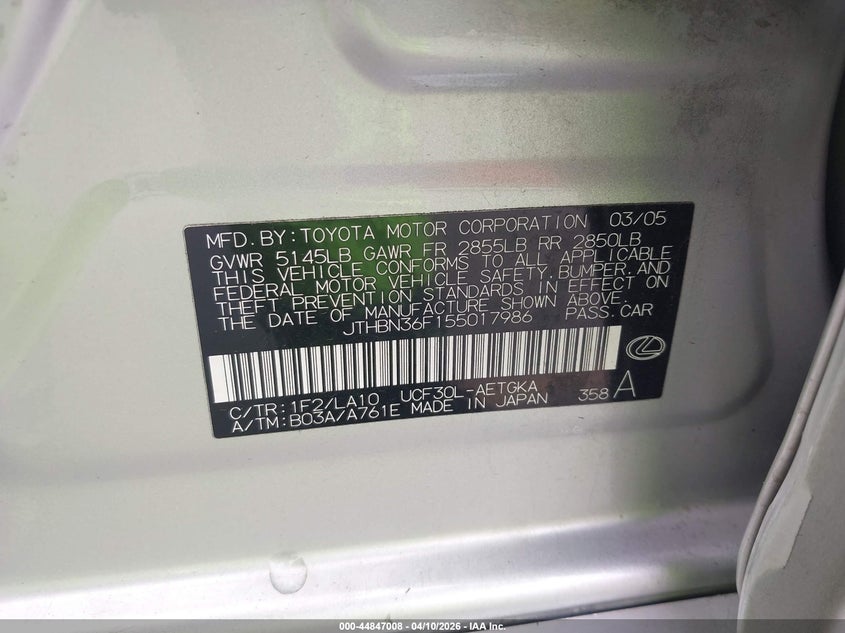 MFD. BY: TOYOTA MOTOR CORPORATION 03/05
GVWR 5145LB GAWR FR 2855LB RR 2850LB
THIS VEHICLE CONFORMS TO ALL APPLICABLE
FEDERAL MOTOR VEHICLE SAFETY, BUMPER, AND
THEFT PREVENTION STANDARDS IN EFFECT ON
THE DATE OF MANUFACTURE SHOWN ABOVE.
JTHBN36F155017986 PASS. CAR
C/TR: 1F2/LA10 UCF30L-AETGKA
A/TM: B03A/A761E MADE IN JAPAN 358 A
000-44847008 - 04/10/2026 - IAA Inc.